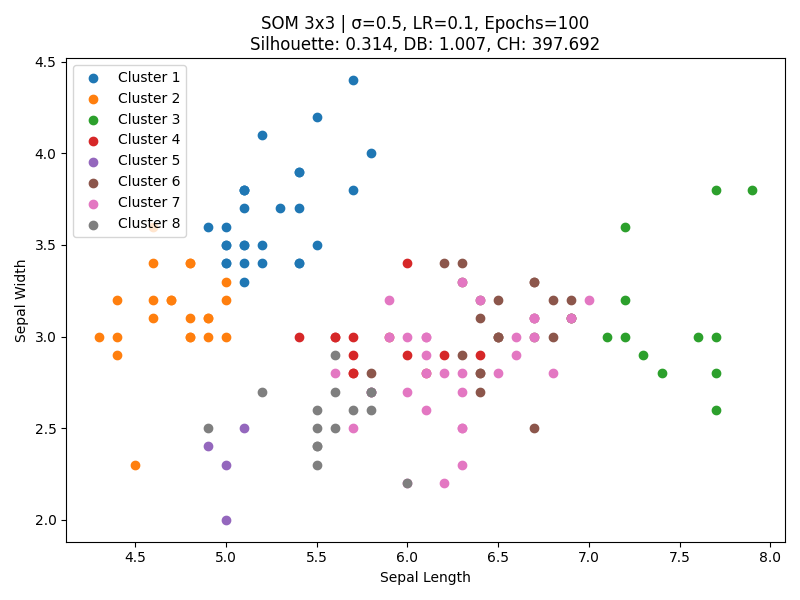 SOM 3x3 | σ=0.5, LR=0.1, Epochs=100
Silhouette: 0.314, DB: 1.007, CH: 397.692
Cluster 1
Cluster 2
Cluster 3
Cluster 4
Cluster 5
Cluster 6
Cluster 7
Cluster 8
Sepal Width
4.5
4.0
3.5
3.0
2.5
2.0
4.5 5.0 5.5 6.0 6.5 7.0 7.5 8.0
Sepal Length